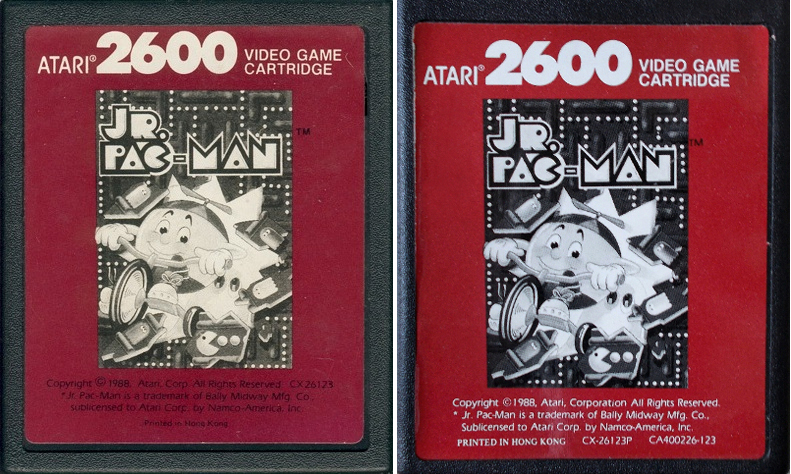 ATARI® 2600 VIDEO GAME
CARTRIDGE
JR.
PAC-MAN
TM
Copyright © 1988, Atari, Corp. All Rights Reserved. CX26123
* Jr. Pac-Man is a trademark of Bally Midway Mfg. Co.,
sublicensed to Atari Corp. by Namco-America, Inc.
Printed in Hong Kong
ATARI® 2600 VIDEO GAME
CARTRIDGE
JR.
PAC-MAN
TM
Copyright ©1988, Atari, Corporation All Rights Reserved.
* Jr. Pac-Man is a trademark of Bally Midway Mfg. Co.,
Sublicensed to Atari Corp. by Namco-America, Inc.
PRINTED IN HONG KONG CX-26123P CA400226-123